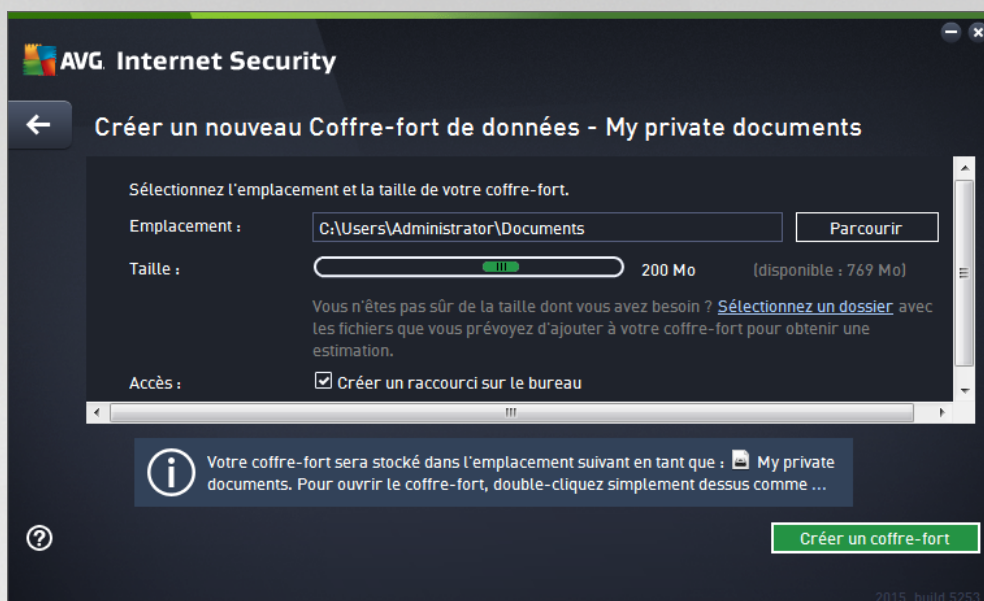 AVG. Internet Security
Créer un nouveau Coffre-fort de données - My private documents
Sélectionnez l'emplacement et la taille de votre coffre-fort.
Emplacement : C:\Users\Administrator\Documents Parcourir
Taille : 200 Mo (disponible : 769 Mo)
Vous n'êtes pas sûr de la taille dont vous avez besoin ? Sélectionnez un dossier avec
les fichiers que vous prévoyez d'ajouter à votre coffre-fort pour obtenir une
estimation.
Accès : Créer un raccourci sur le bureau
Votre coffre-fort sera stocké dans l'emplacement suivant en tant que : My private
documents. Pour ouvrir le coffre-fort, double-cliquez simplement dessus comme ...
Créer un coffre-fort
2015, build 5253